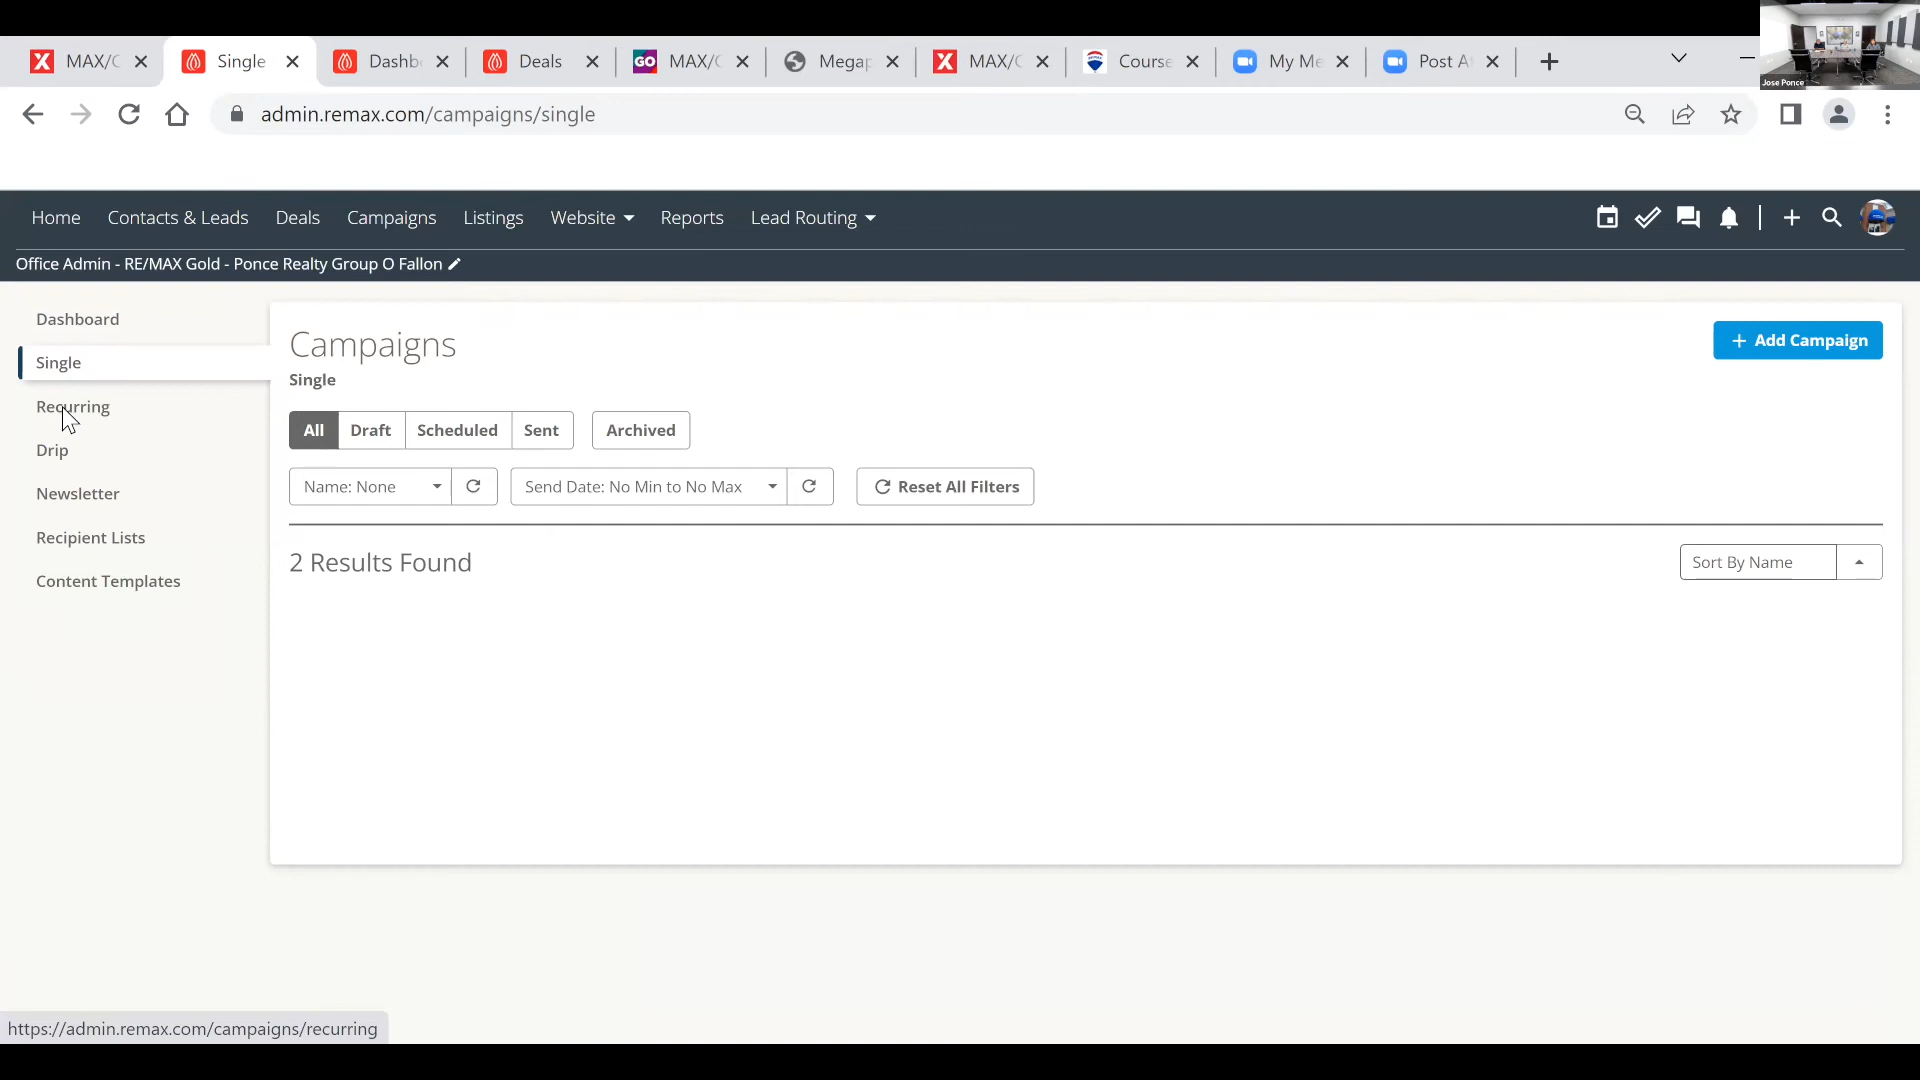 MAX/C
Single
Dashb
Deals
GO
MAX/C
Megap
MAX/C
Course
My Me
Post A
Jose Ponce
admin.remax.com/campaigns/single
Home
Contacts & Leads
Deals
Campaigns
Listings
Website
Reports
Lead Routing
Office Admin - RE/MAX Gold - Ponce Realty Group O Fallon
Dashboard
Single
Recurring
Drip
Newsletter
Recipient Lists
Content Templates
Campaigns
+ Add Campaign
Single
All
Draft
Scheduled
Sent
Archived
Name: None
Send Date: No Min to No Max
Reset All Filters
2 Results Found
Sort By Name
https://admin.remax.com/campaigns/recurring